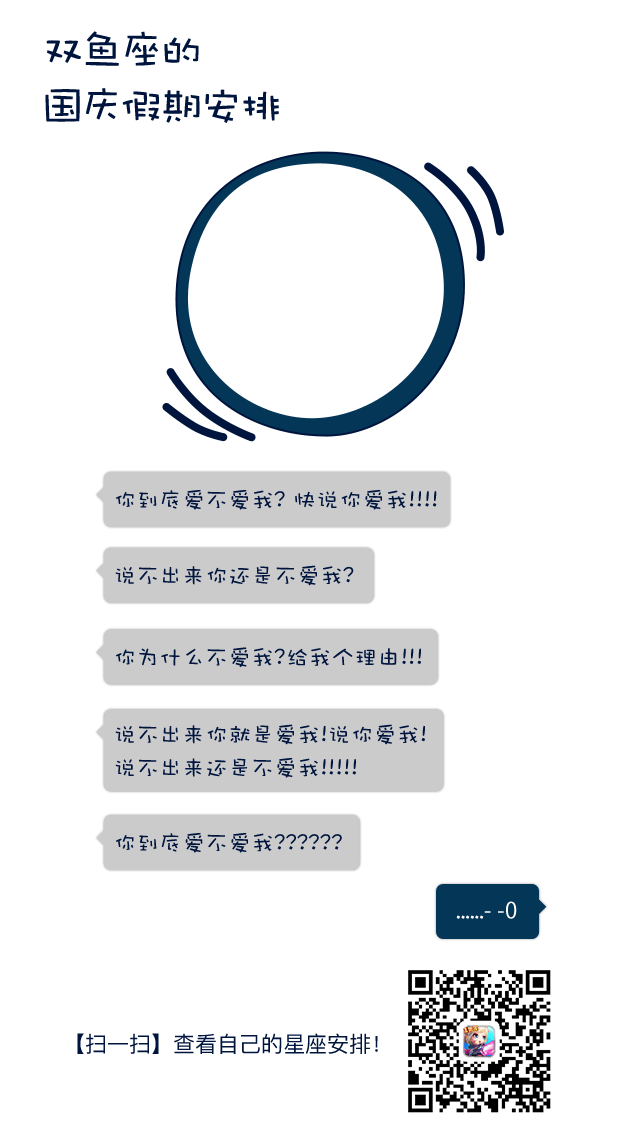 双鱼座的
国庆假期安排
你到底爱不爱我? 快说你爱我!!!!
说不出来你还是不爱我?
你为什么不爱我?给我个理由!!!
说不出来你就是爱我!说你爱我!
说不出来还是不爱我!!!!!
你到底爱不爱我??????
......- -0
【扫一扫】查看自己的星座安排!